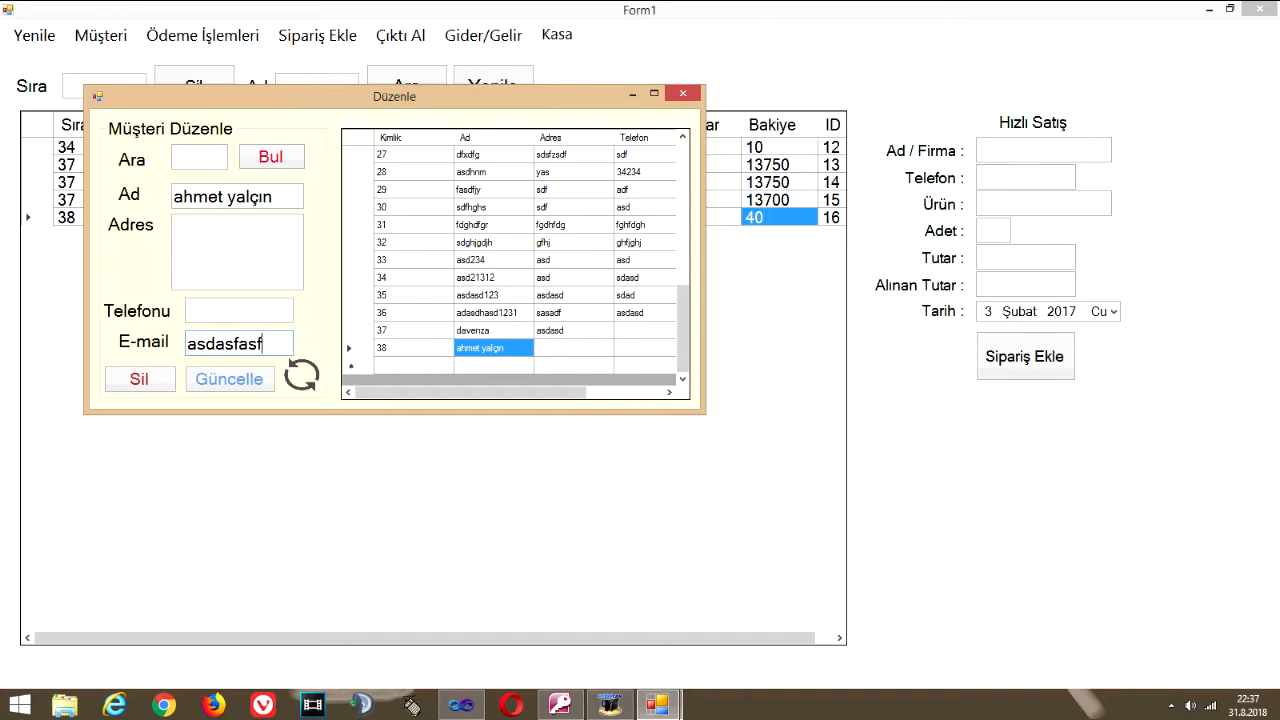 Form1
Yenile Müşteri Ödeme İşlemleri Sipariş Ekle Çıktı Al Gider/Gelir Kasa
Sıra Sil Ad Ara Yenile
Düzenle
Müşteri Düzenle
Ara Bul
Ad ahmet yalçın
Adres
Telefonu
E-mail asdasfasf
Sil Güncelle
Kimlik Ad Adres Telefon
27 dfxdfg sdsfzsdf sdf
28 asdhnm yas 34234
29 fasdfjy sdf adf
30 sdfhghs sdf asd
31 fdghdfgr fgdhfdg fghfdgh
32 sdghjgdjh gfhj ghfjghj
33 asd234 asd asd
34 asd21312 asd sdasd
35 asdasd123 asdasd sdad
36 adasdhasd1231 sasadf asdasd
37 davenza asdasd
38 ahmet yalçın
Sıra ar Bakiye ID
34 10 12
37 13750 13
37 13750 14
37 13700 15
38 40 16
Hızlı Satış
Ad / Firma :
Telefon :
Ürün :
Adet :
Tutar :
Alınan Tutar :
Tarih : 3 Şubat 2017 Cu
Sipariş Ekle
22:37
31.8.2018